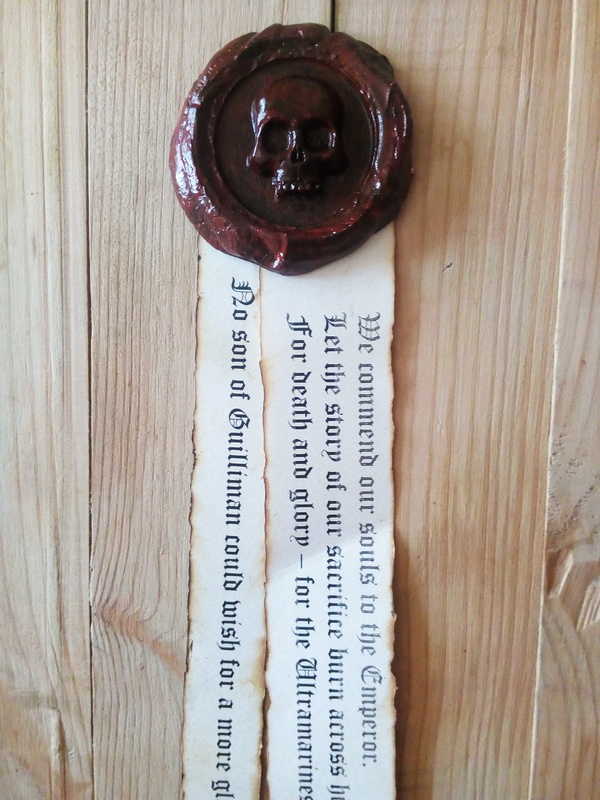 We commend our souls to the Emperor.
Let the story of our sacrifice burn across
For death and glory – for the Ultramarines
No son of Guilliman could wish for a more